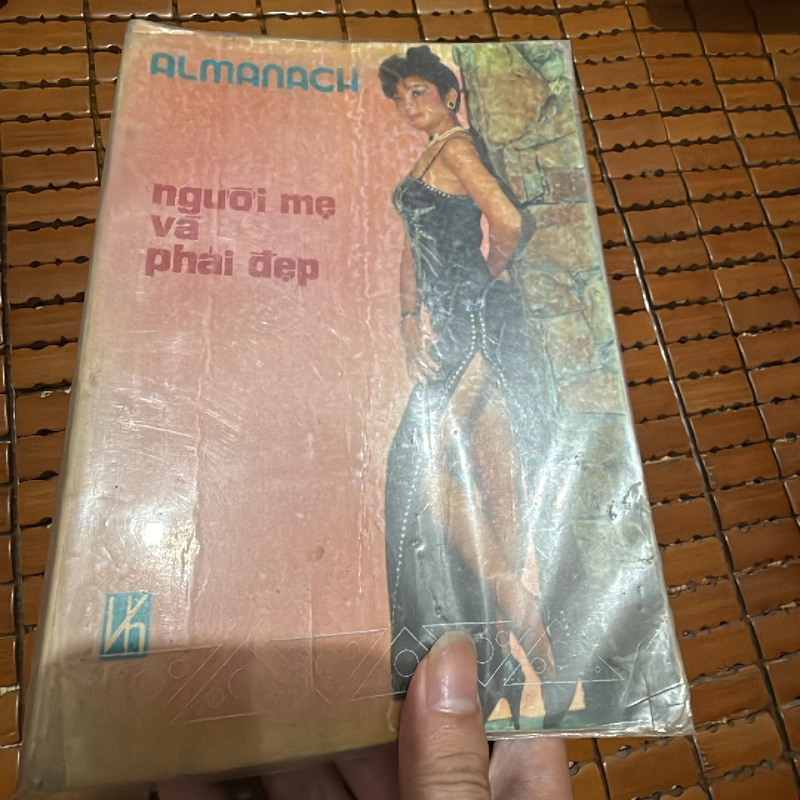 ALMANACH
người mẹ
và
phái đẹp